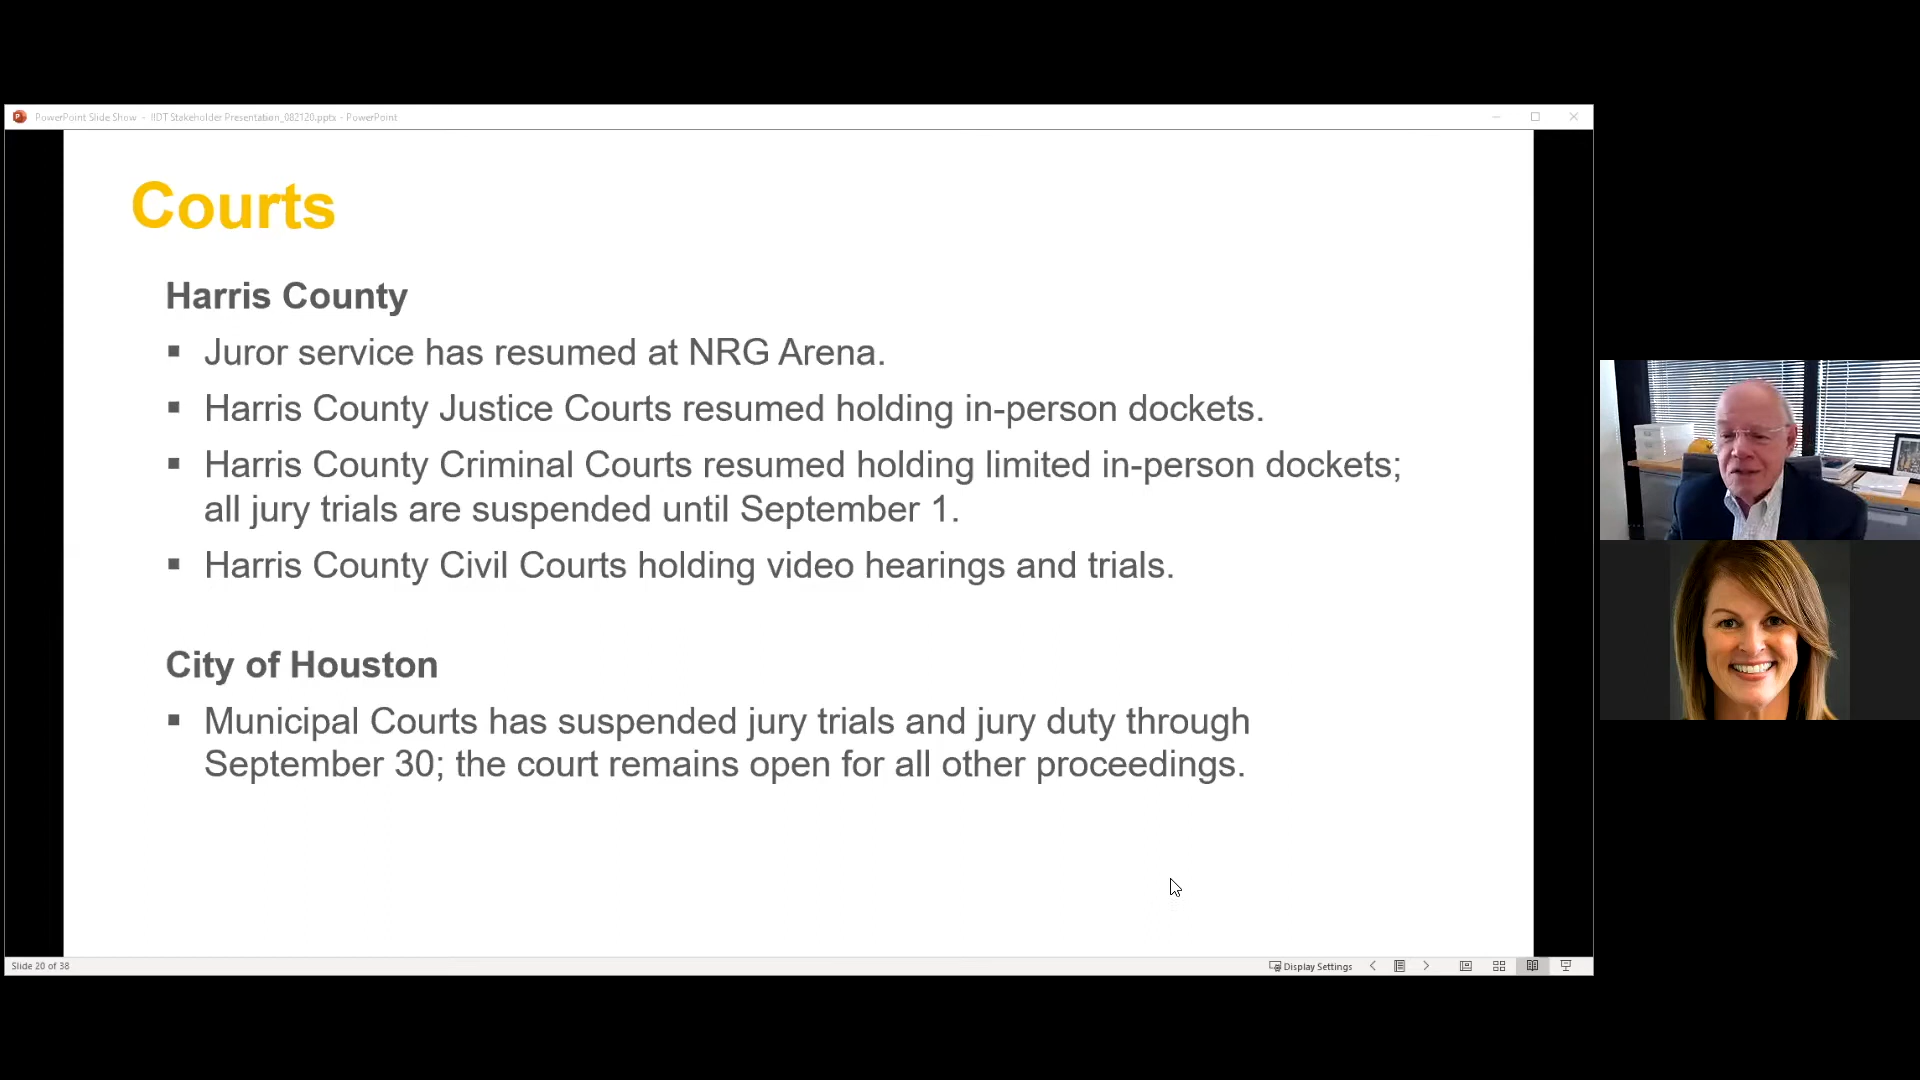 PowerPoint Slide Show - !!DT Stakeholder Presentation_082120.pptx - PowerPoint
Courts
Harris County
▪ Juror service has resumed at NRG Arena.
▪ Harris County Justice Courts resumed holding in-person dockets.
▪ Harris County Criminal Courts resumed holding limited in-person dockets;
all jury trials are suspended until September 1.
▪ Harris County Civil Courts holding video hearings and trials.
City of Houston
▪ Municipal Courts has suspended jury trials and jury duty through
September 30; the court remains open for all other proceedings.
Slide 20 of 38
Display Settings